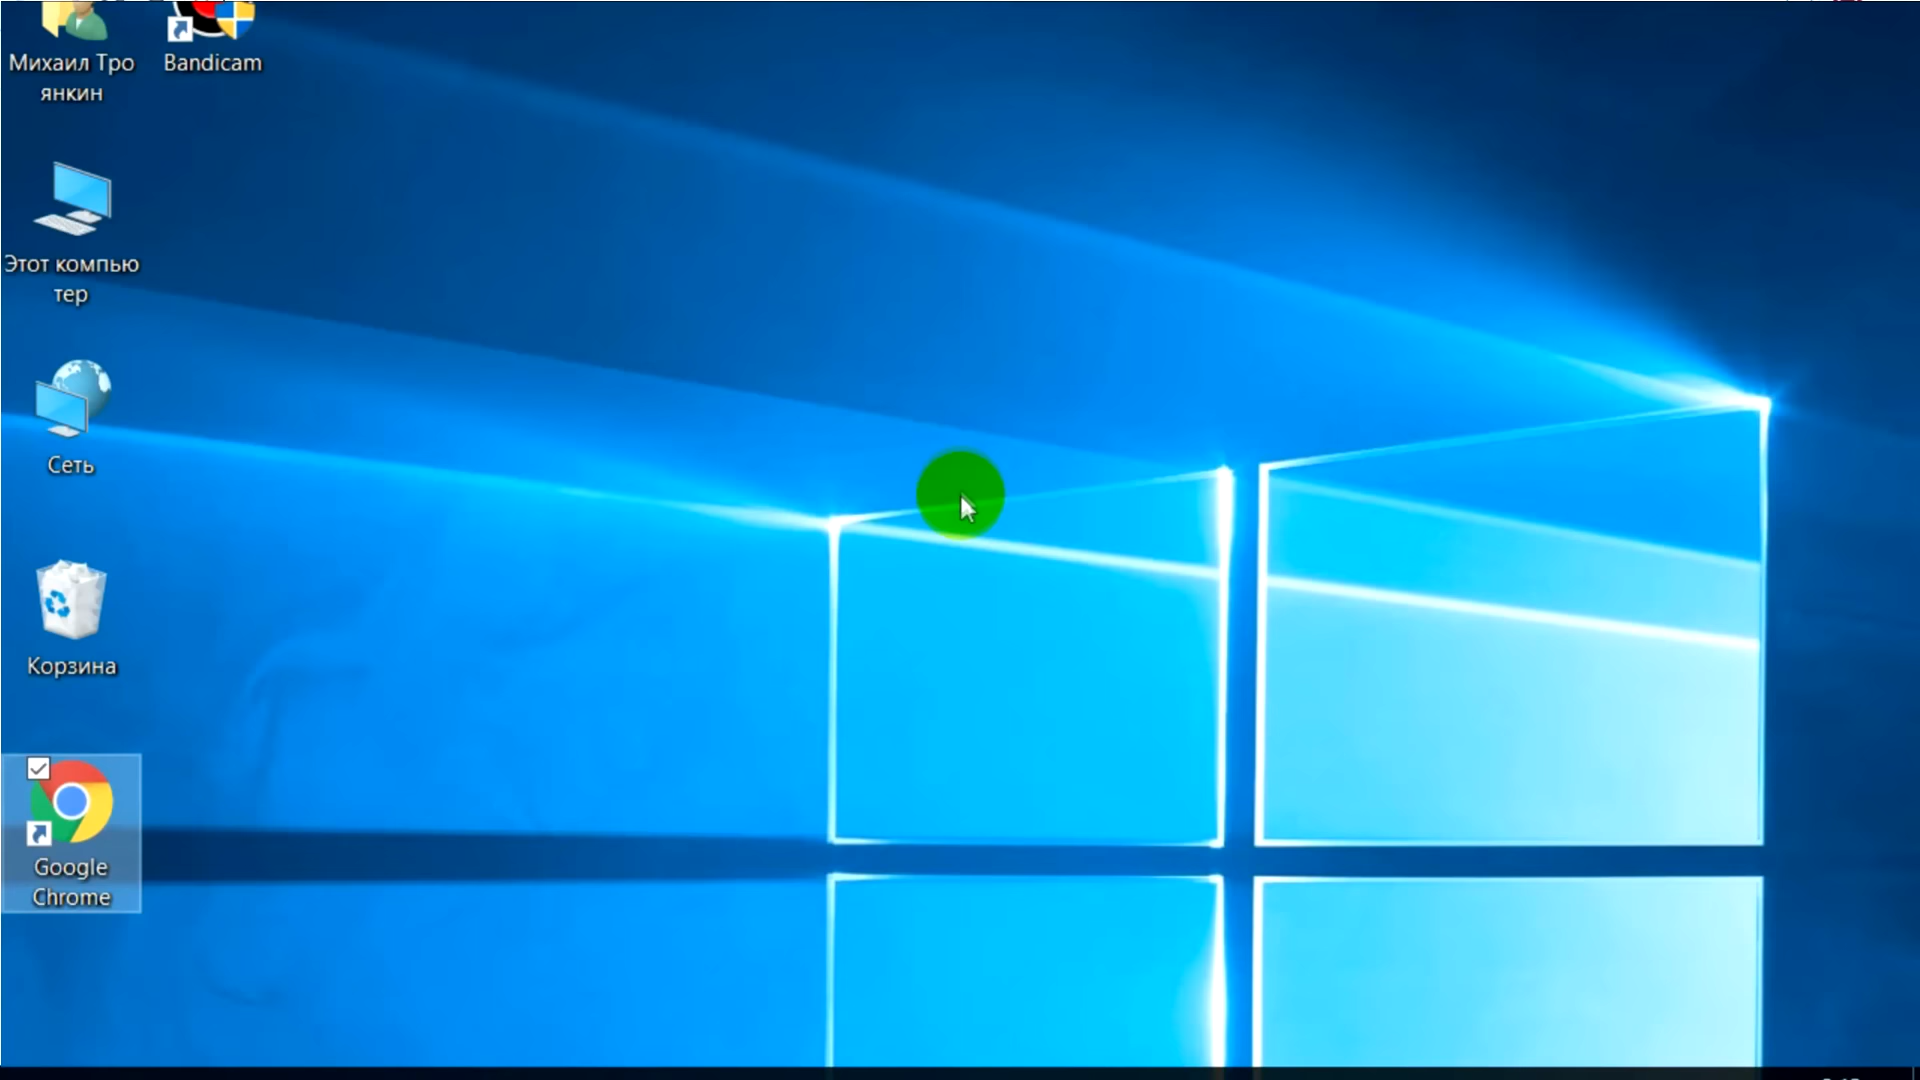 Михаил Тро
янкин
Bandicam
Этот компью
тер
Сеть
Корзина
Google
Chrome